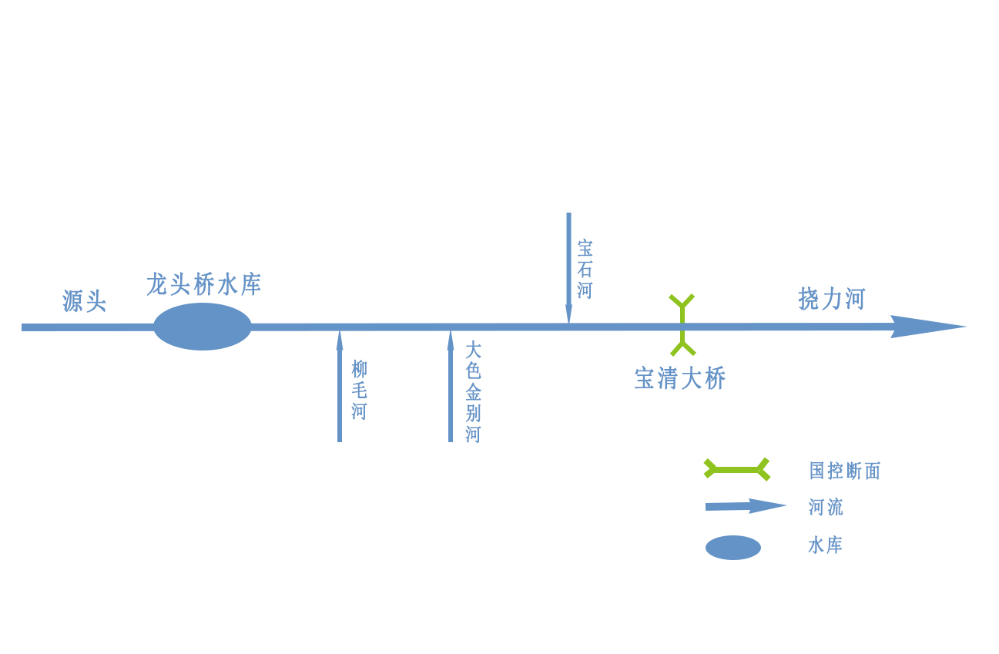 源头
龙头桥水库
柳毛河
大色金别河
宝石河
宝清大桥
挠力河
国控断面
河流
水库